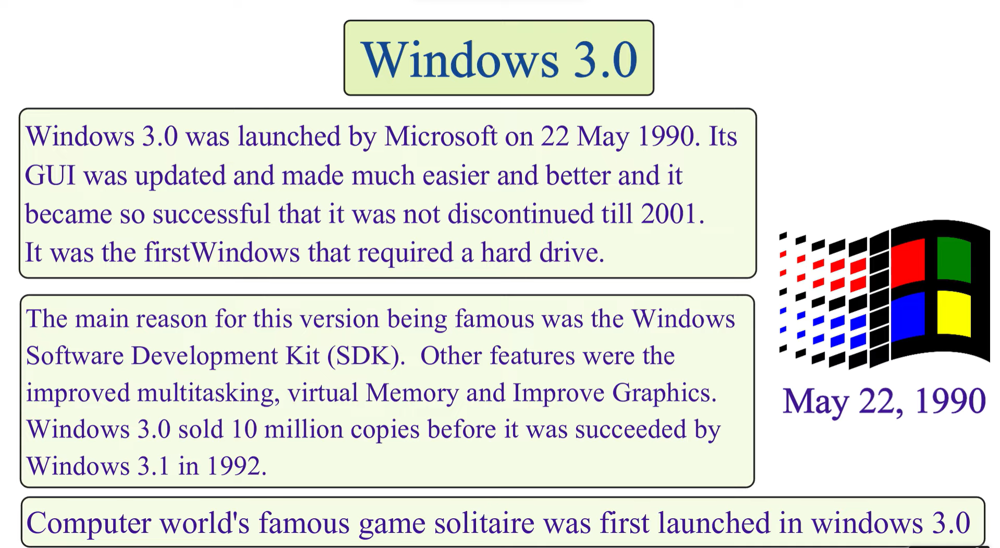 Windows 3.0
Windows 3.0 was launched by Microsoft on 22 May 1990. Its
GUI was updated and made much easier and better and it
became so successful that it was not discontinued till 2001.
It was the firstWindows that required a hard drive.
The main reason for this version being famous was the Windows
Software Development Kit (SDK).  Other features were the
improved multitasking, virtual Memory and Improve Graphics.
Windows 3.0 sold 10 million copies before it was succeeded by
Windows 3.1 in 1992.
May 22, 1990
Computer world's famous game solitaire was first launched in windows 3.0